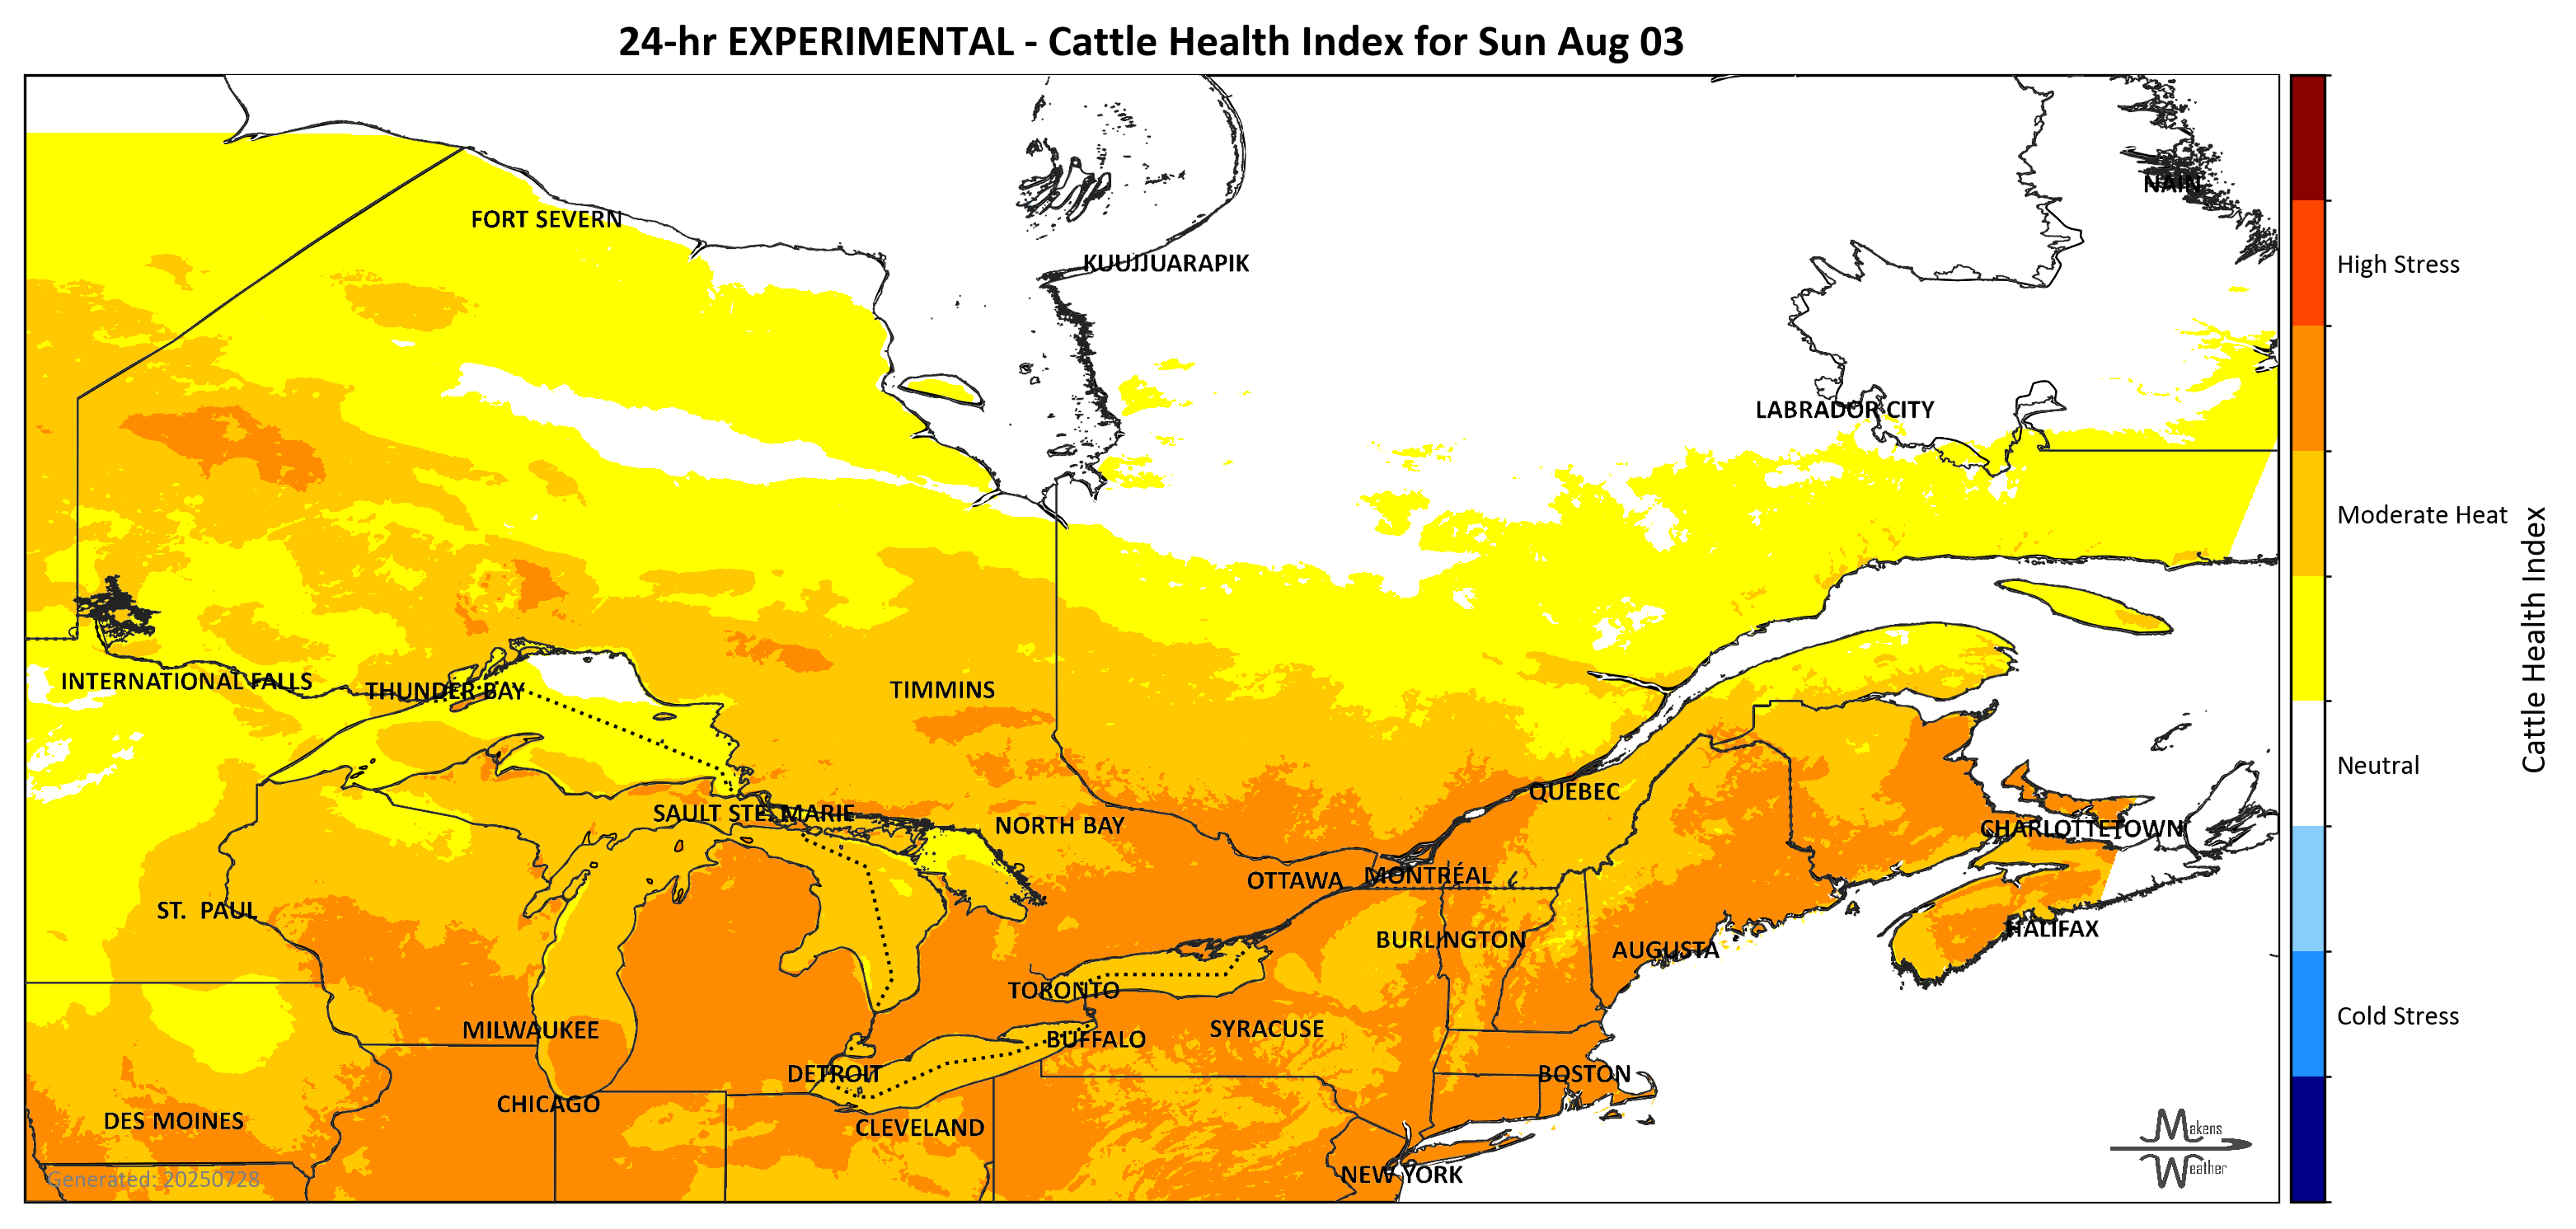 24-hr EXPERIMENTAL - Cattle Health Index for Sun Aug 03
NAIN
FORT SEVERN
KUUJJUARAPIK
High Stress
LABRADOR CITY
Moderate Heat
INTERNATIONAL FALLS
THUNDER BAY
TIMMINS
Cattle Health Index
Neutral
QUEBEC
SAULT STE. MARIE
NORTH BAY
CHARLOTTETOWN
OTTAWA
MONTRÉAL
ST. PAUL
HALIFAX
BURLINGTON
AUGUSTA
TORONTO
Cold Stress
MILWAUKEE
SYRACUSE
BUFFALO
DETROIT
BOSTON
CHICAGO
DES MOINES
CLEVELAND
Makens
Weather
NEW YORK
Generated: 20250728